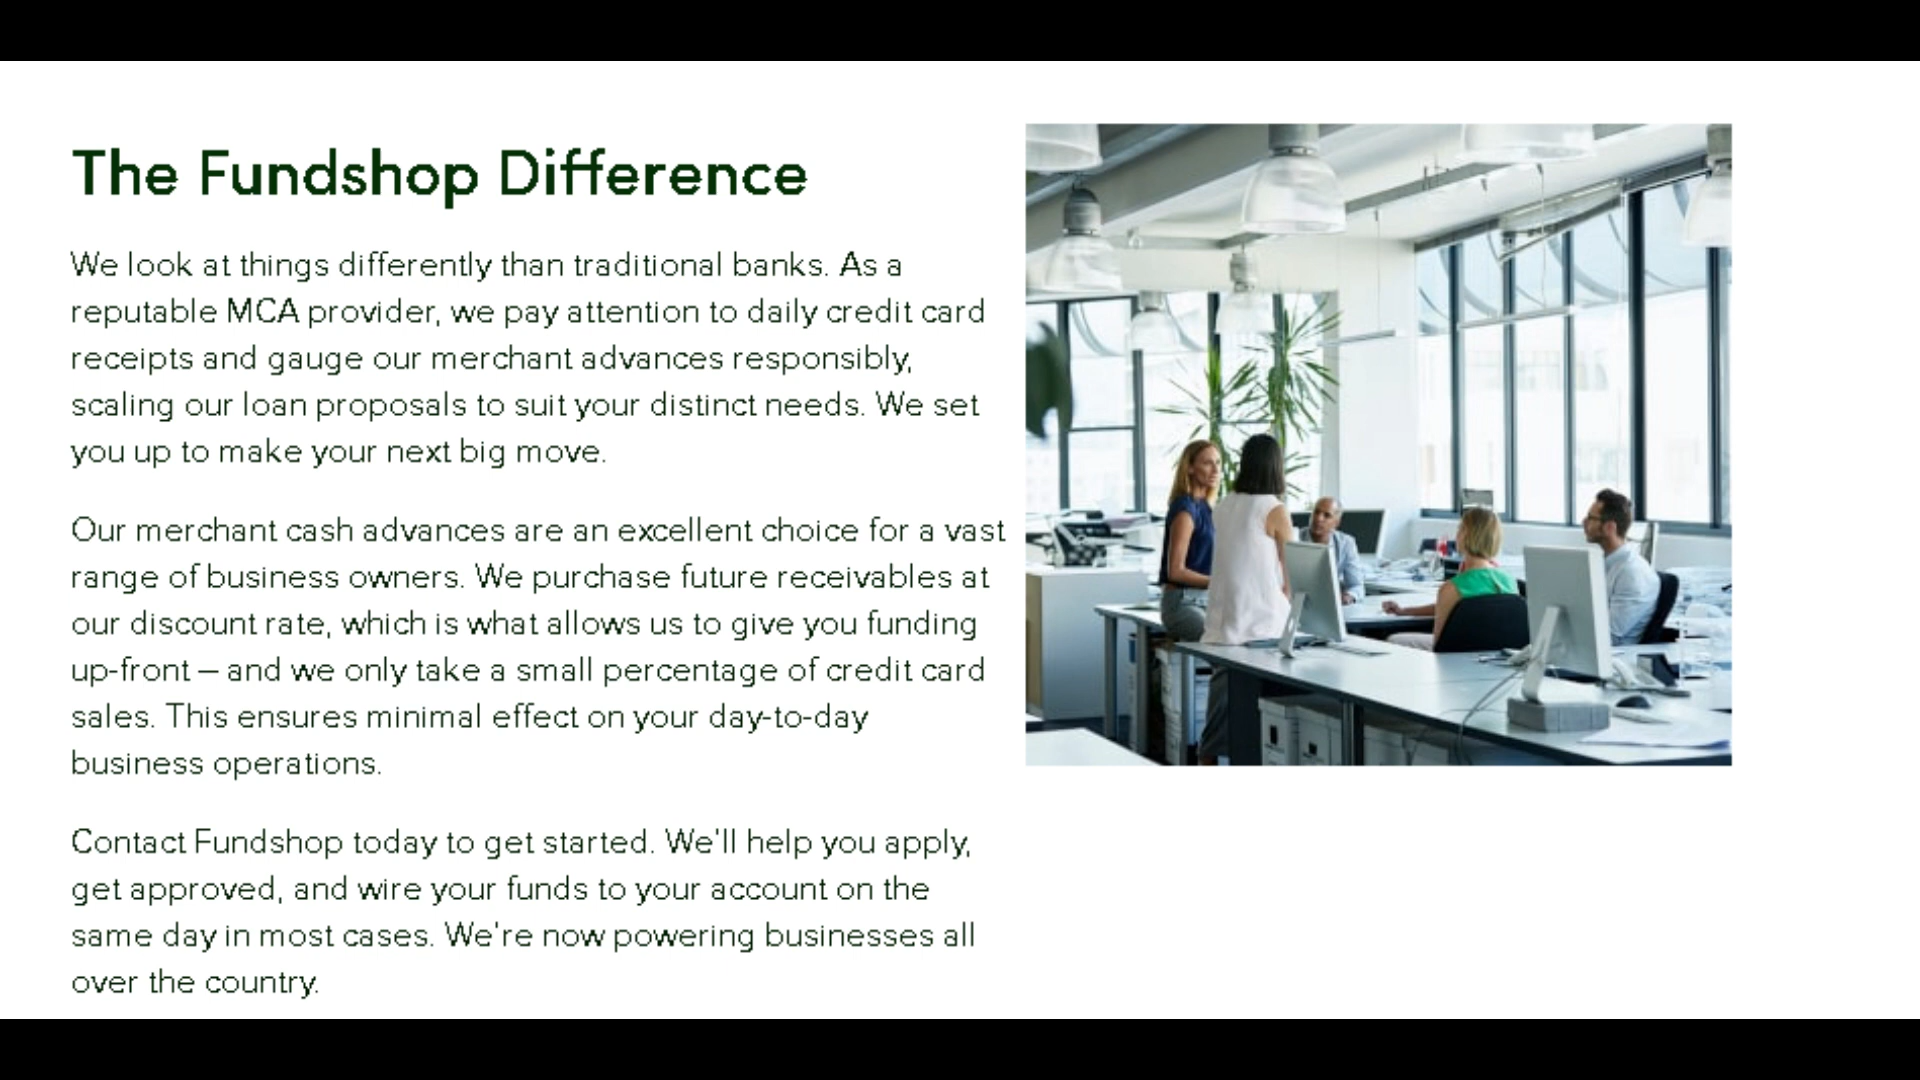 The Fundshop Difference
We look at things differently than traditional banks. As a
reputable MCA provider, we pay attention to daily credit card
receipts and gauge our merchant advances responsibly,
scaling our loan proposals to suit your distinct needs. We set
you up to make your next big move.
Our merchant cash advances are an excellent choice for a vast
range of business owners. We purchase future receivables at
our discount rate, which is what allows us to give you funding
up-front – and we only take a small percentage of credit card
sales. This ensures minimal effect on your day-to-day
business operations.
Contact Fundshop today to get started. We'll help you apply,
get approved, and wire your funds to your account on the
same day in most cases. We're now powering businesses all
over the country.